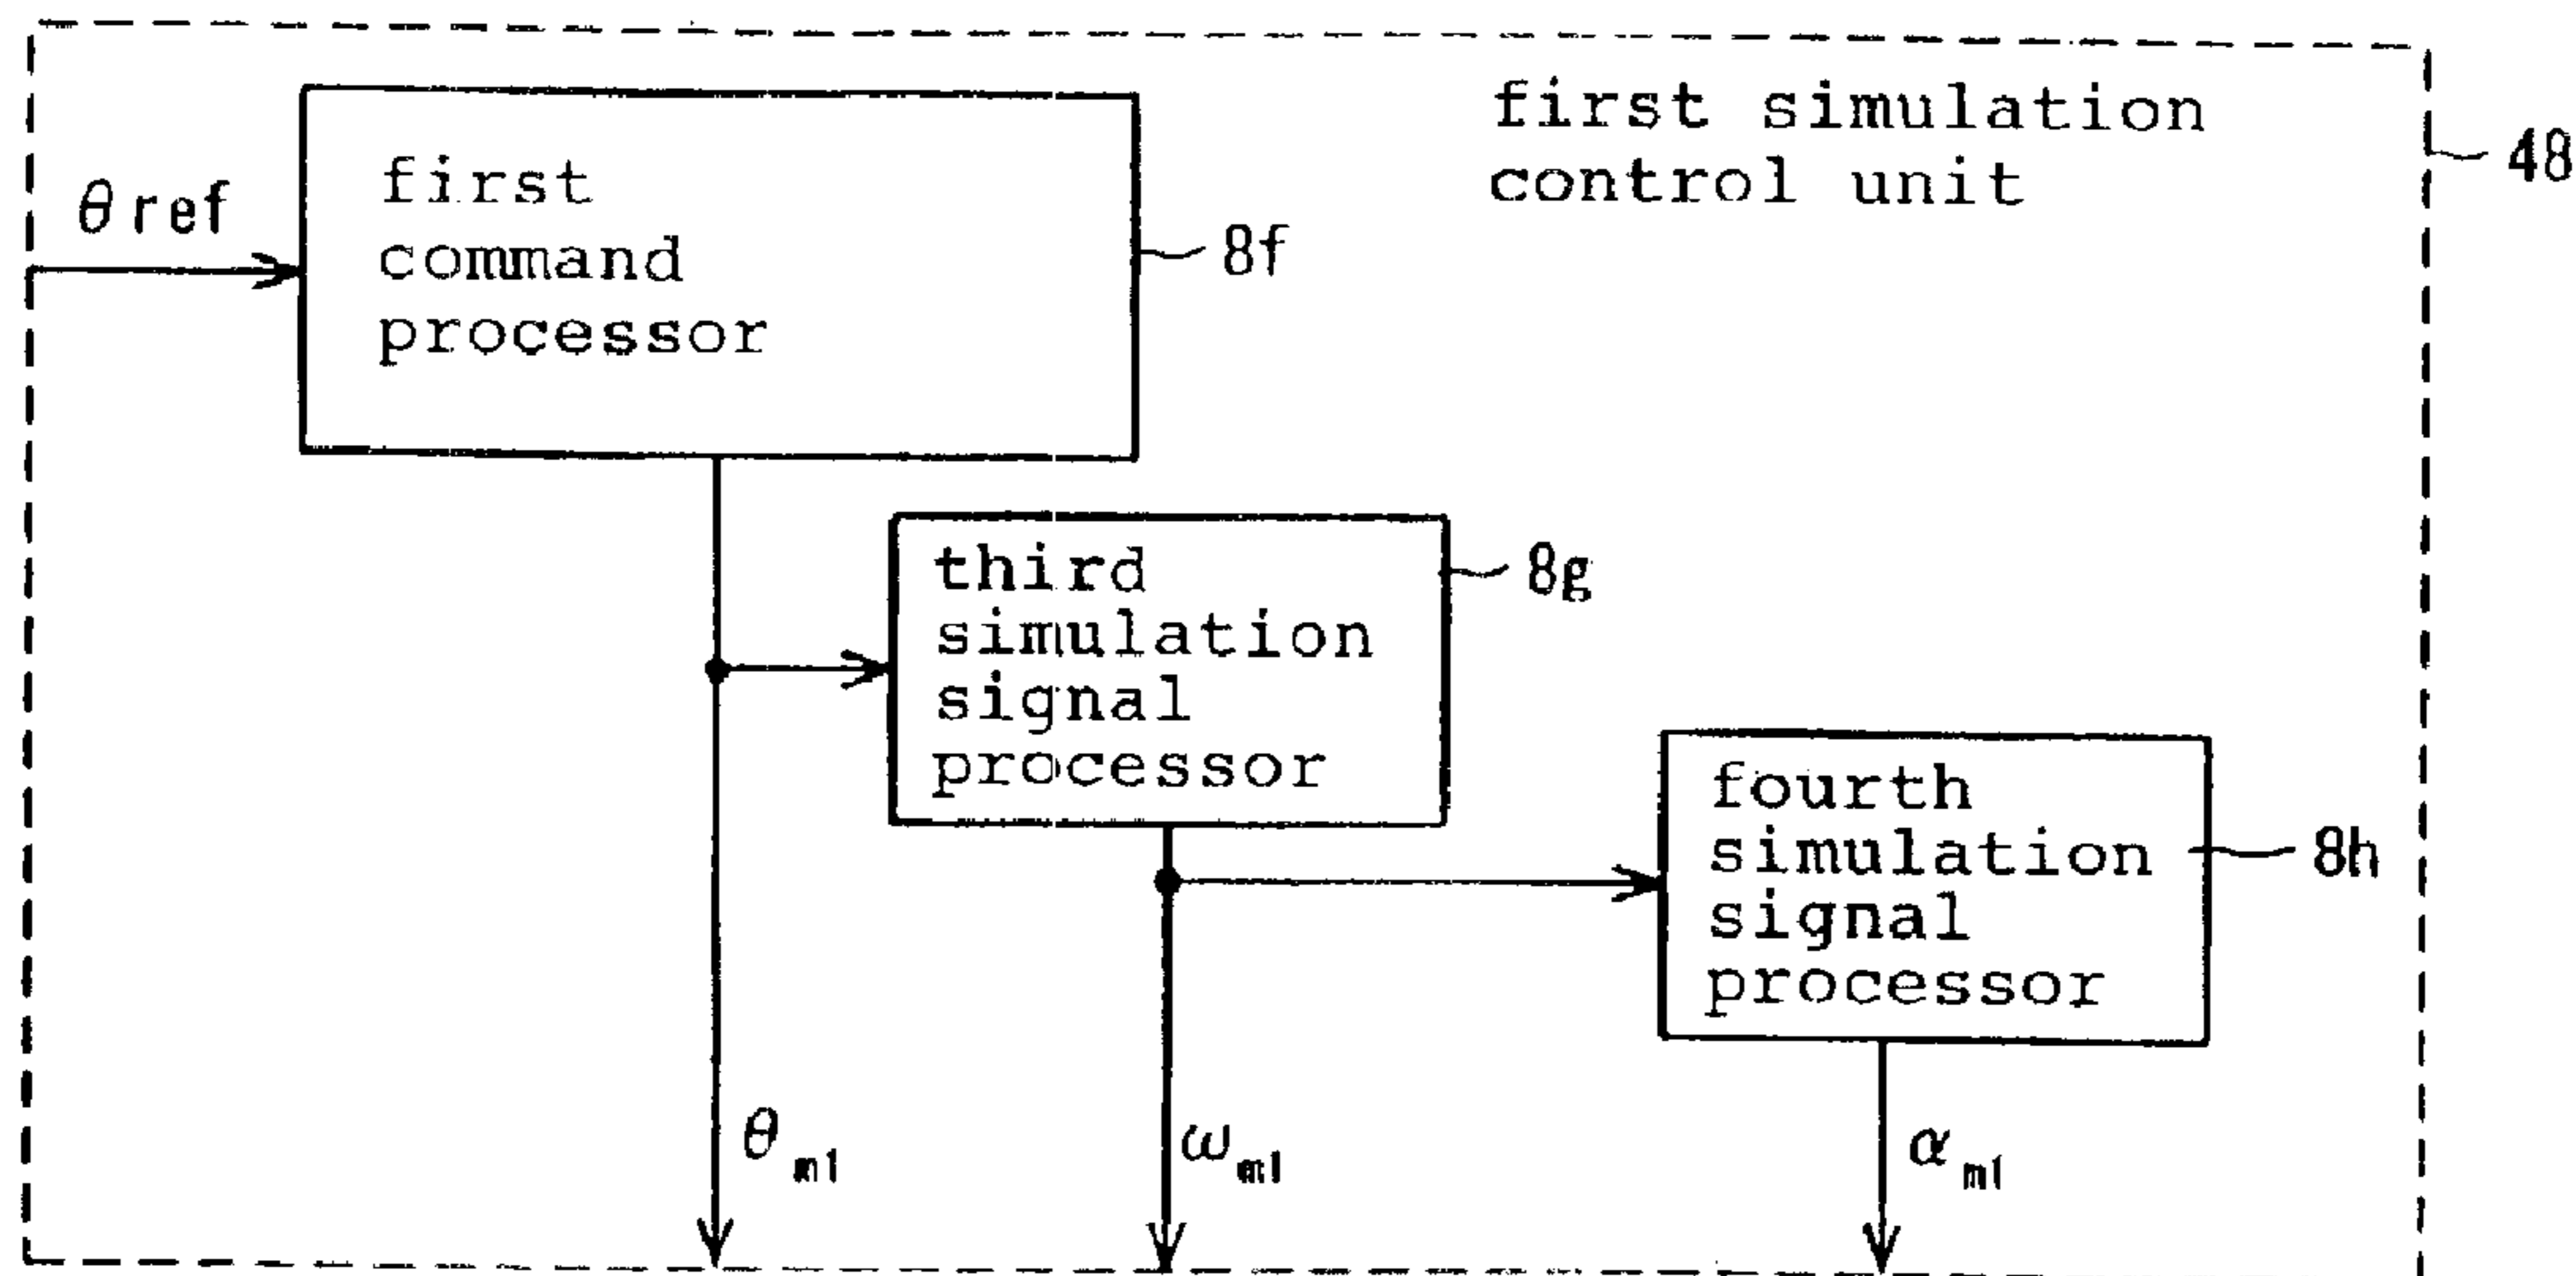 first simulation
control unit
48
θref
first
command
processor
8f
third
simulation
signal
processor
8g
fourth
simulation
signal
processor
8h
θm1
ωm1
αm1